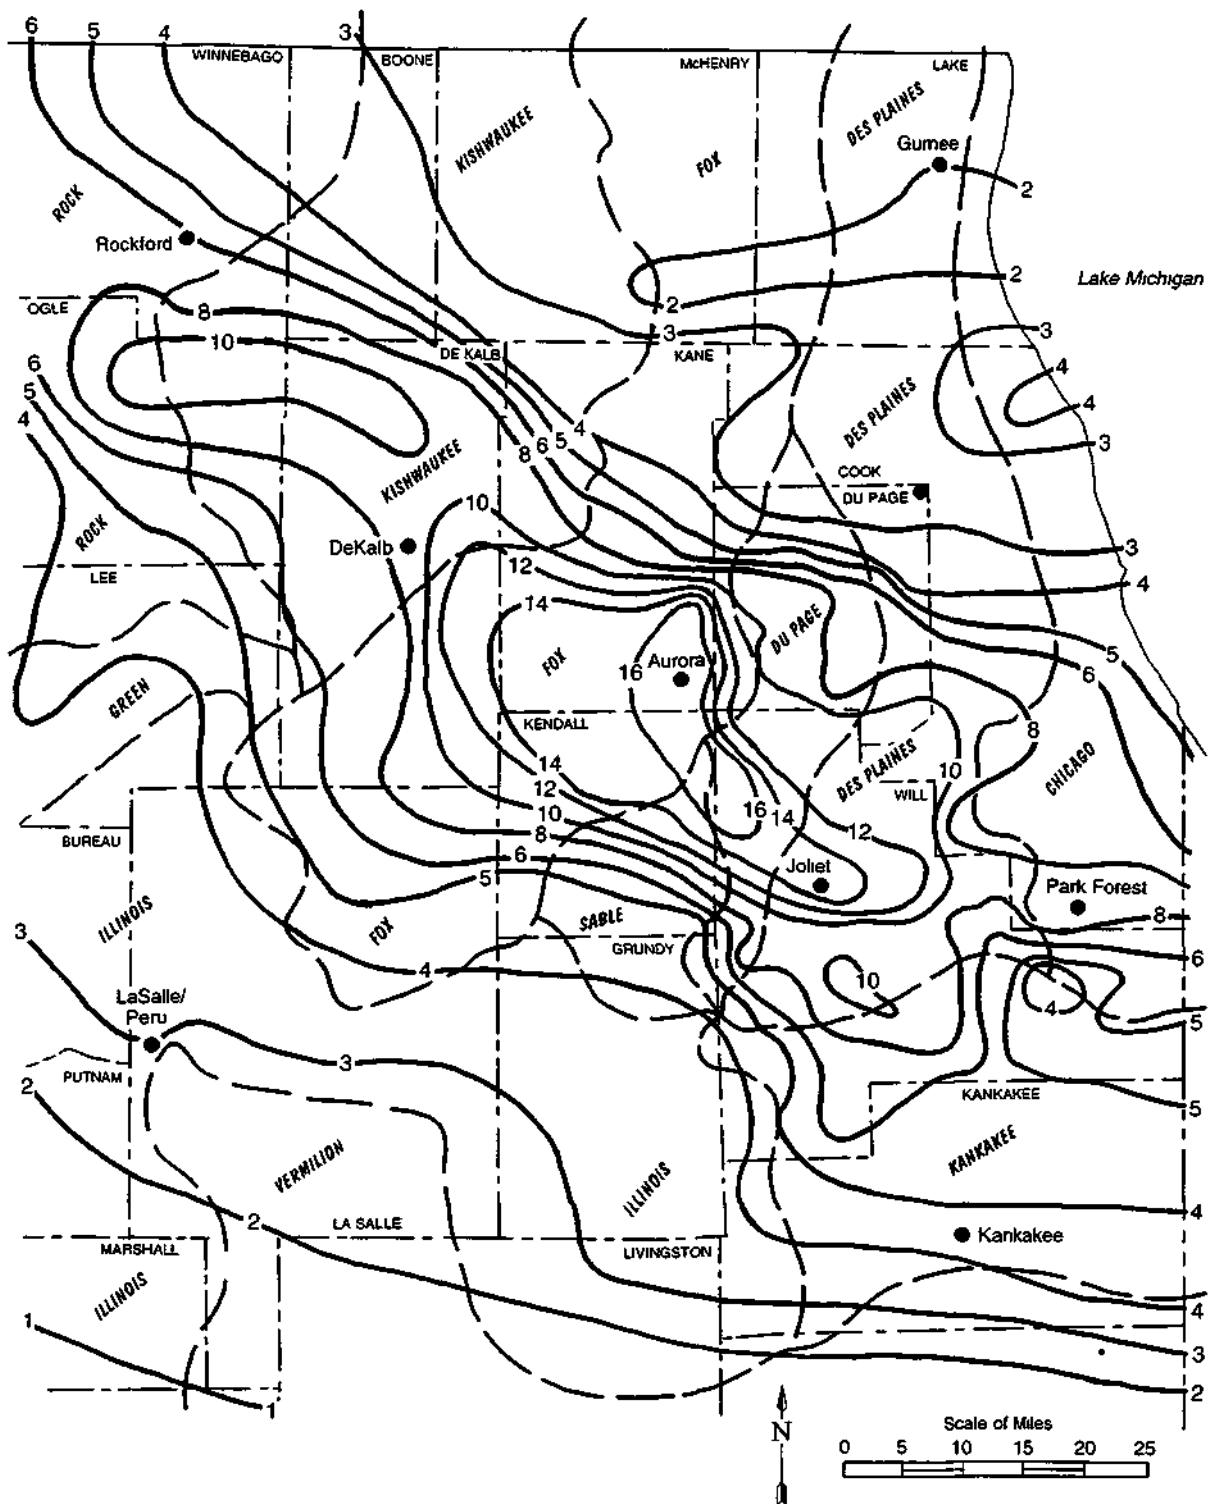 6
5
4
3
WINNEBAGO
BOONE
McHENRY
LAKE
KISHWAUKEE
FOX
DES PLAINES
Gurnee
2
ROCK
Rockford
2
Lake Michigan
2
OGLE
8
3
3
10
DE KALB
KANE
4
6
5
4
4
4
3
8
6
5
DES PLAINES
KISHWAUKEE
COOK
DU PAGE
10
ROCK
DeKalb
3
LEE
12
4
14
DU PAGE
FOX
Aurora
16
5
6
GREEN
KENDALL
8
CHICAGO
14
DES PLAINES
10
12
WILL
10
16
14
12
8
BUREAU
6
5
Joliet
Park Forest
ILLINOIS
FOX
SABLE
8
3
GRUNDY
4
10
6
LaSalle/
Peru
4
5
3
PUTNAM
2
KANKAKEE
5
VERMILION
ILLINOIS
KANKAKEE
4
2
LA SALLE
MARSHALL
LIVINGSTON
Kankakee
ILLINOIS
4
1
3
2
1
N
Scale of Miles
0 5 10 15 20 25